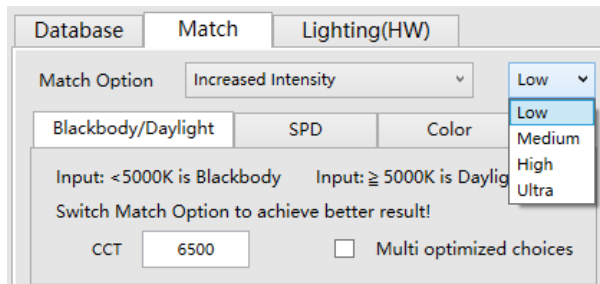 Database Match Lighting(HW)
Match Option Increased Intensity Low
Low
Medium
High
Ultra
Blackbody/Daylight SPD Color
Input: <5000K is Blackbody Input: ≧ 5000K is Daylig
Switch Match Option to achieve better result!
CCT 6500 Multi optimized choices